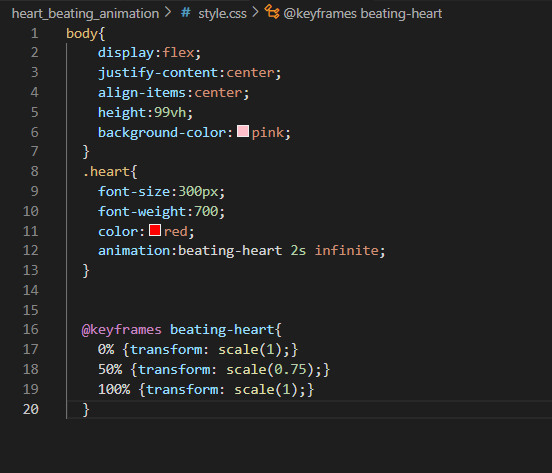 heart_beating_animation > # style.css > @keyframes beating-heart
1 body{
2 display:flex;
3 justify-content:center;
4 align-items:center;
5 height:99vh;
6 background-color:pink;
7 }
8 .heart{
9 font-size:300px;
10 font-weight:700;
11 color:red;
12 animation:beating-heart 2s infinite;
13 }
14
15
16 @keyframes beating-heart{
17 0% {transform: scale(1);}
18 50% {transform: scale(0.75);}
19 100% {transform: scale(1);}
20 }